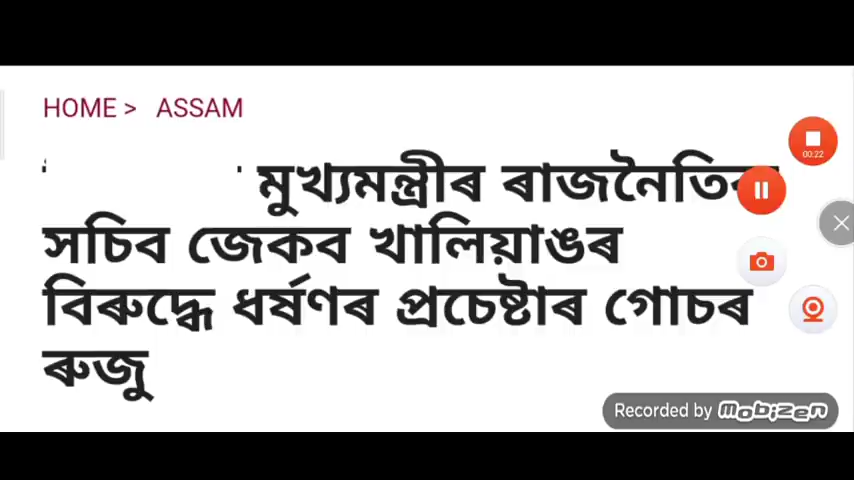 HOME > ASSAM
মুখ্যমন্ত্ৰীৰ ৰাজনৈতিক
সচিব জেকব খালিয়াঙৰ
বিৰুদ্ধে ধৰ্ষণৰ প্ৰচেষ্টাৰ গোচৰ
ৰুজু
00:22
Recorded by mobizen